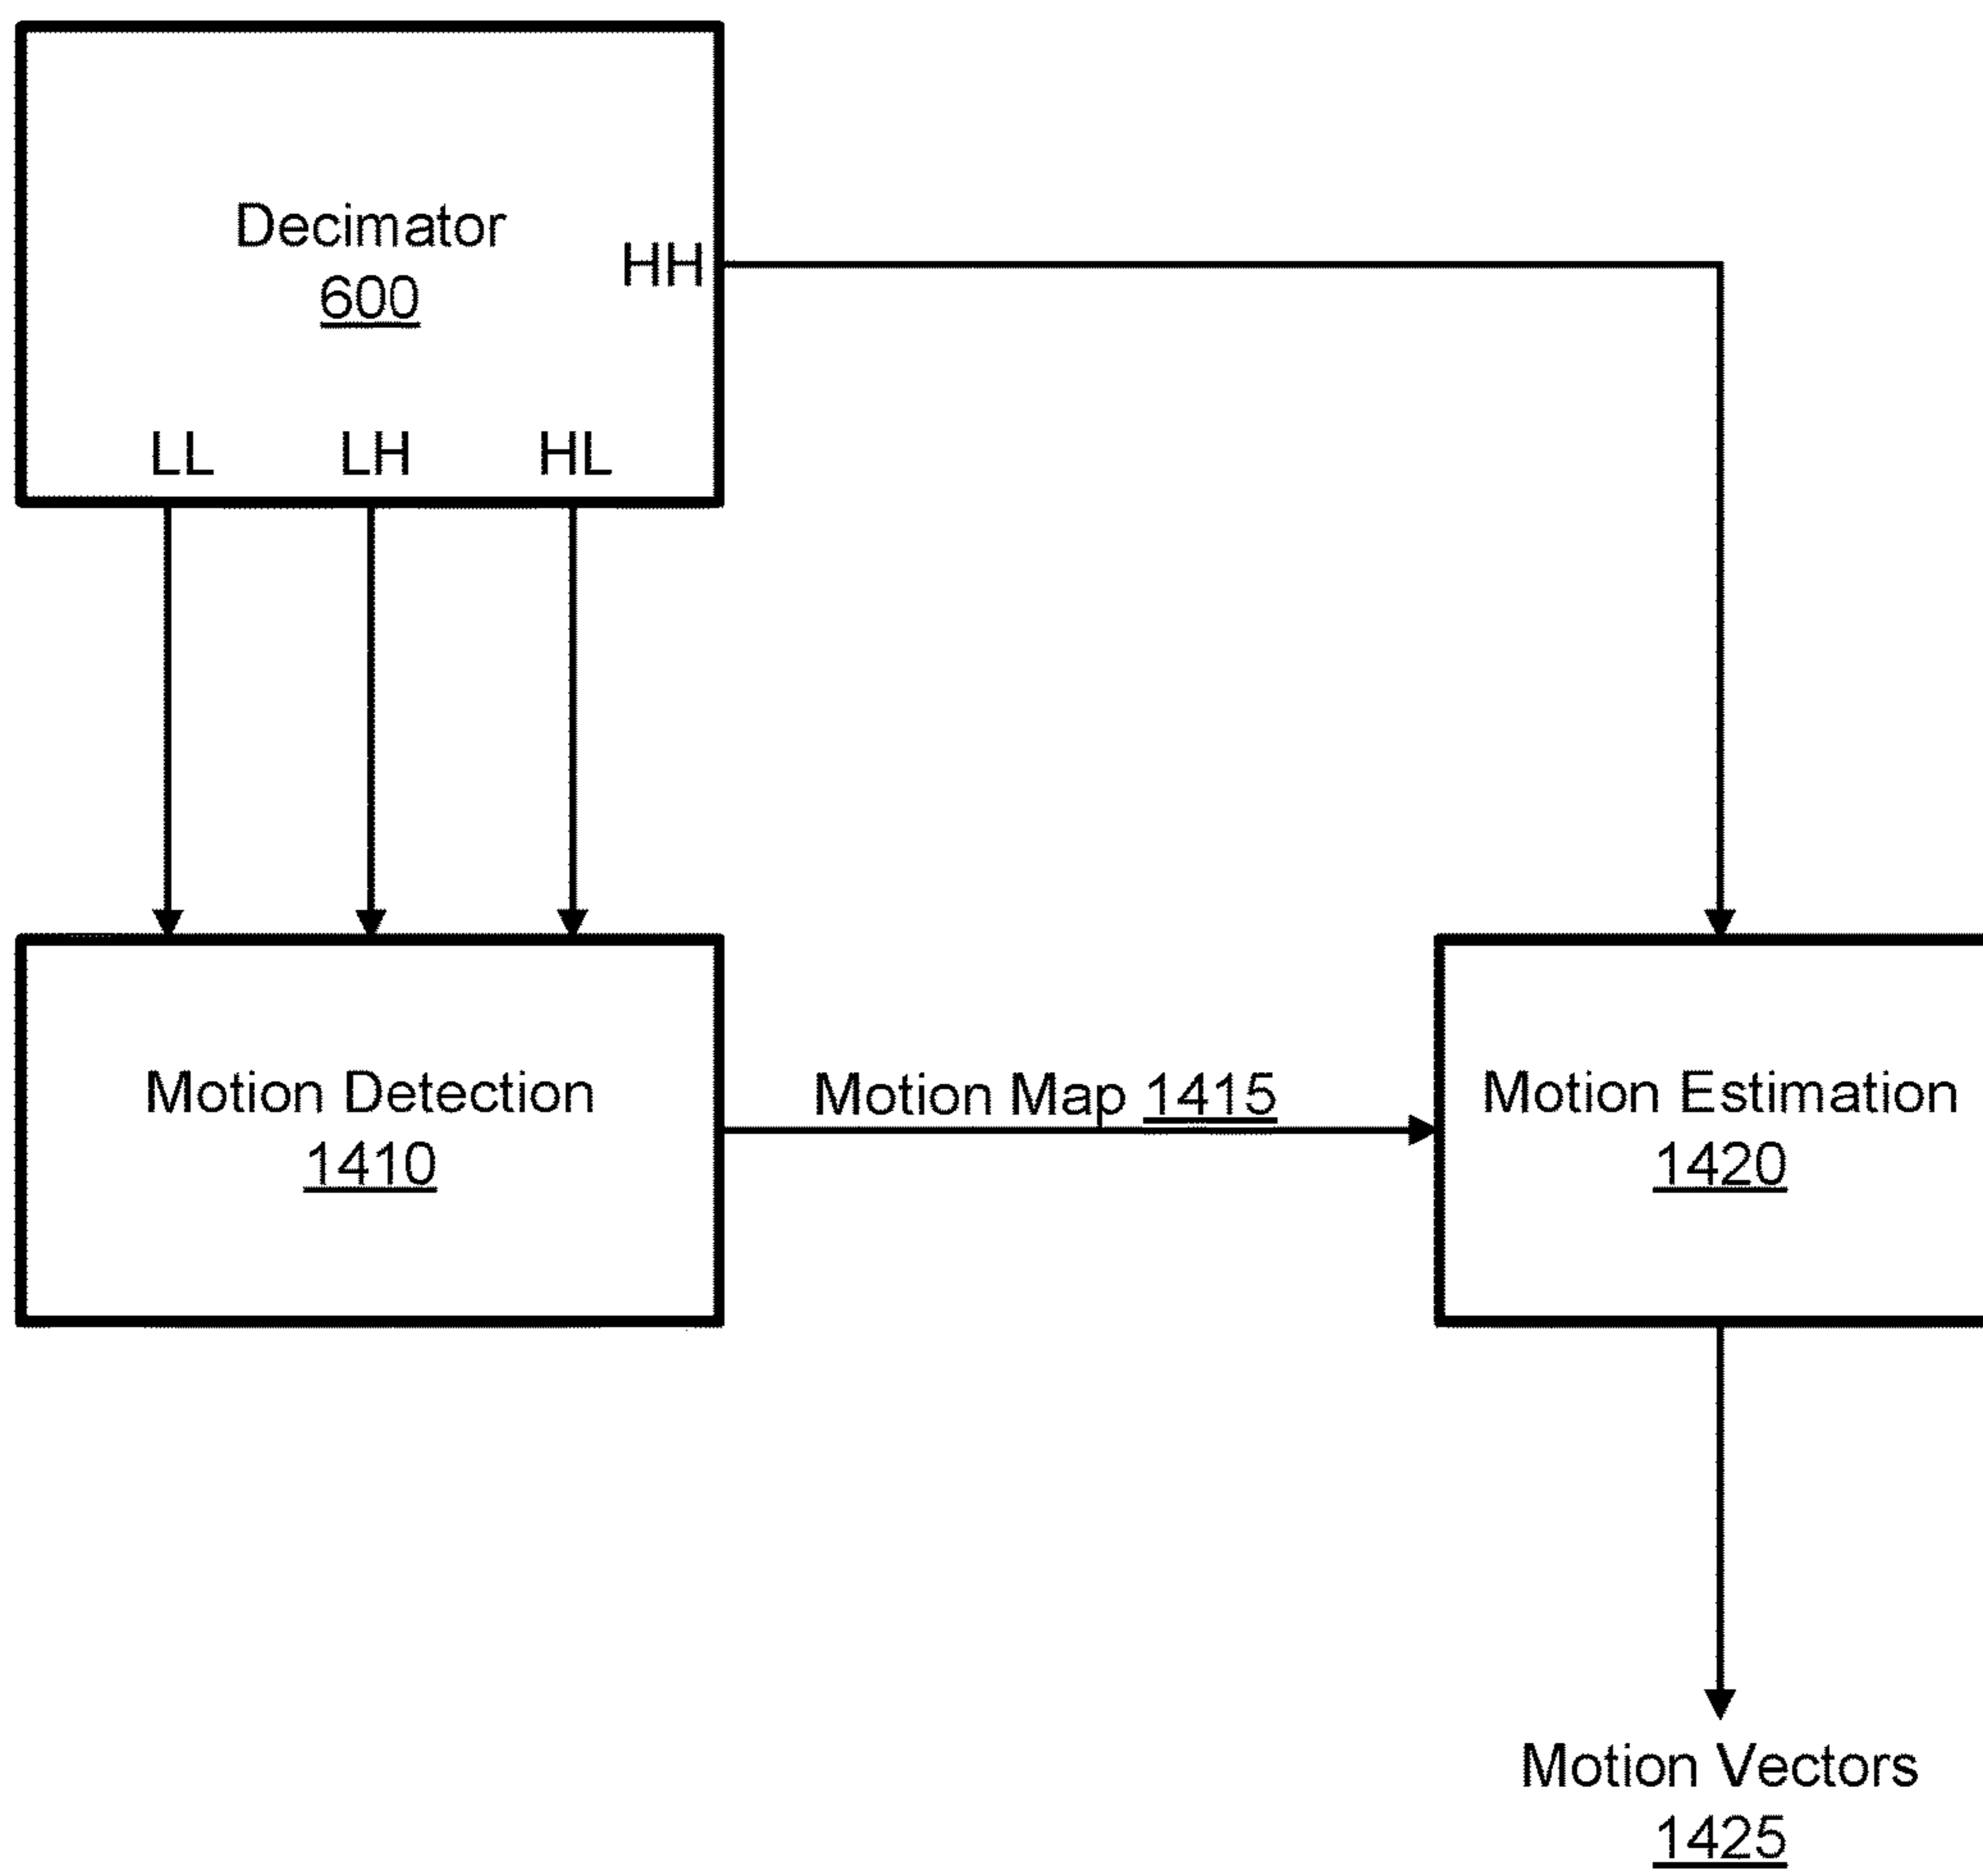 Decimator
600
HH
LL LH HL
Motion Detection
1410
Motion Map 1415
Motion Estimation
1420
Motion Vectors
1425